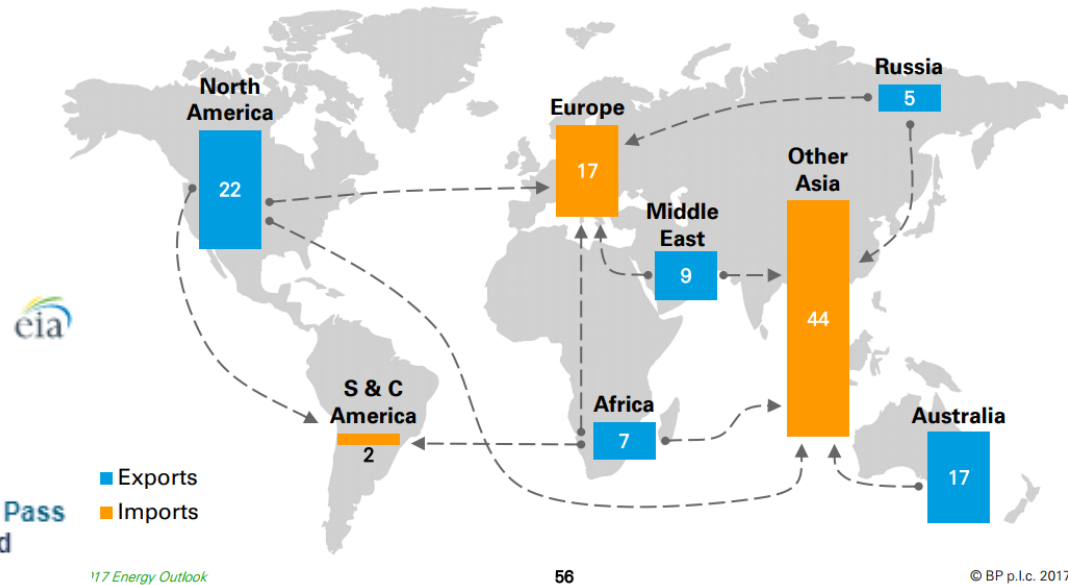 North
America
22
Europe
17
Russia
5
Other
Asia
44
Middle
East
9
eia
S & C
America
2
Africa
7
Australia
17
Exports
Imports
Pass
d
17 Energy Outlook
56
© BP p.l.c. 2017